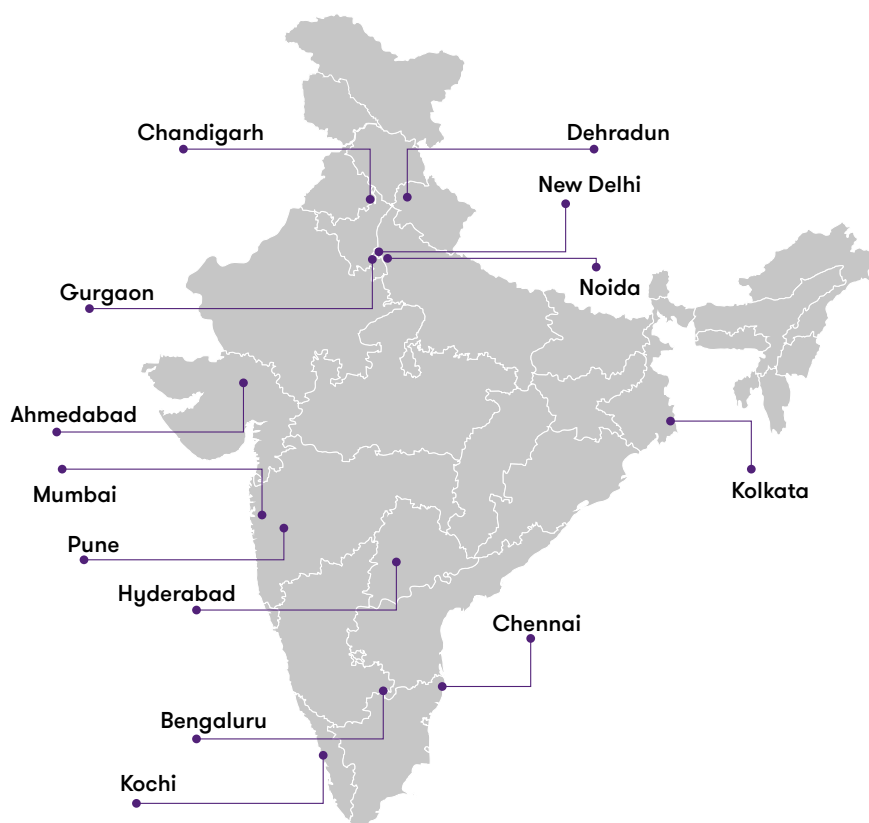 Chandigarh
Dehradun
New Delhi
Noida
Gurgaon
Ahmedabad
Mumbai
Kolkata
Pune
Hyderabad
Chennai
Bengaluru
Kochi